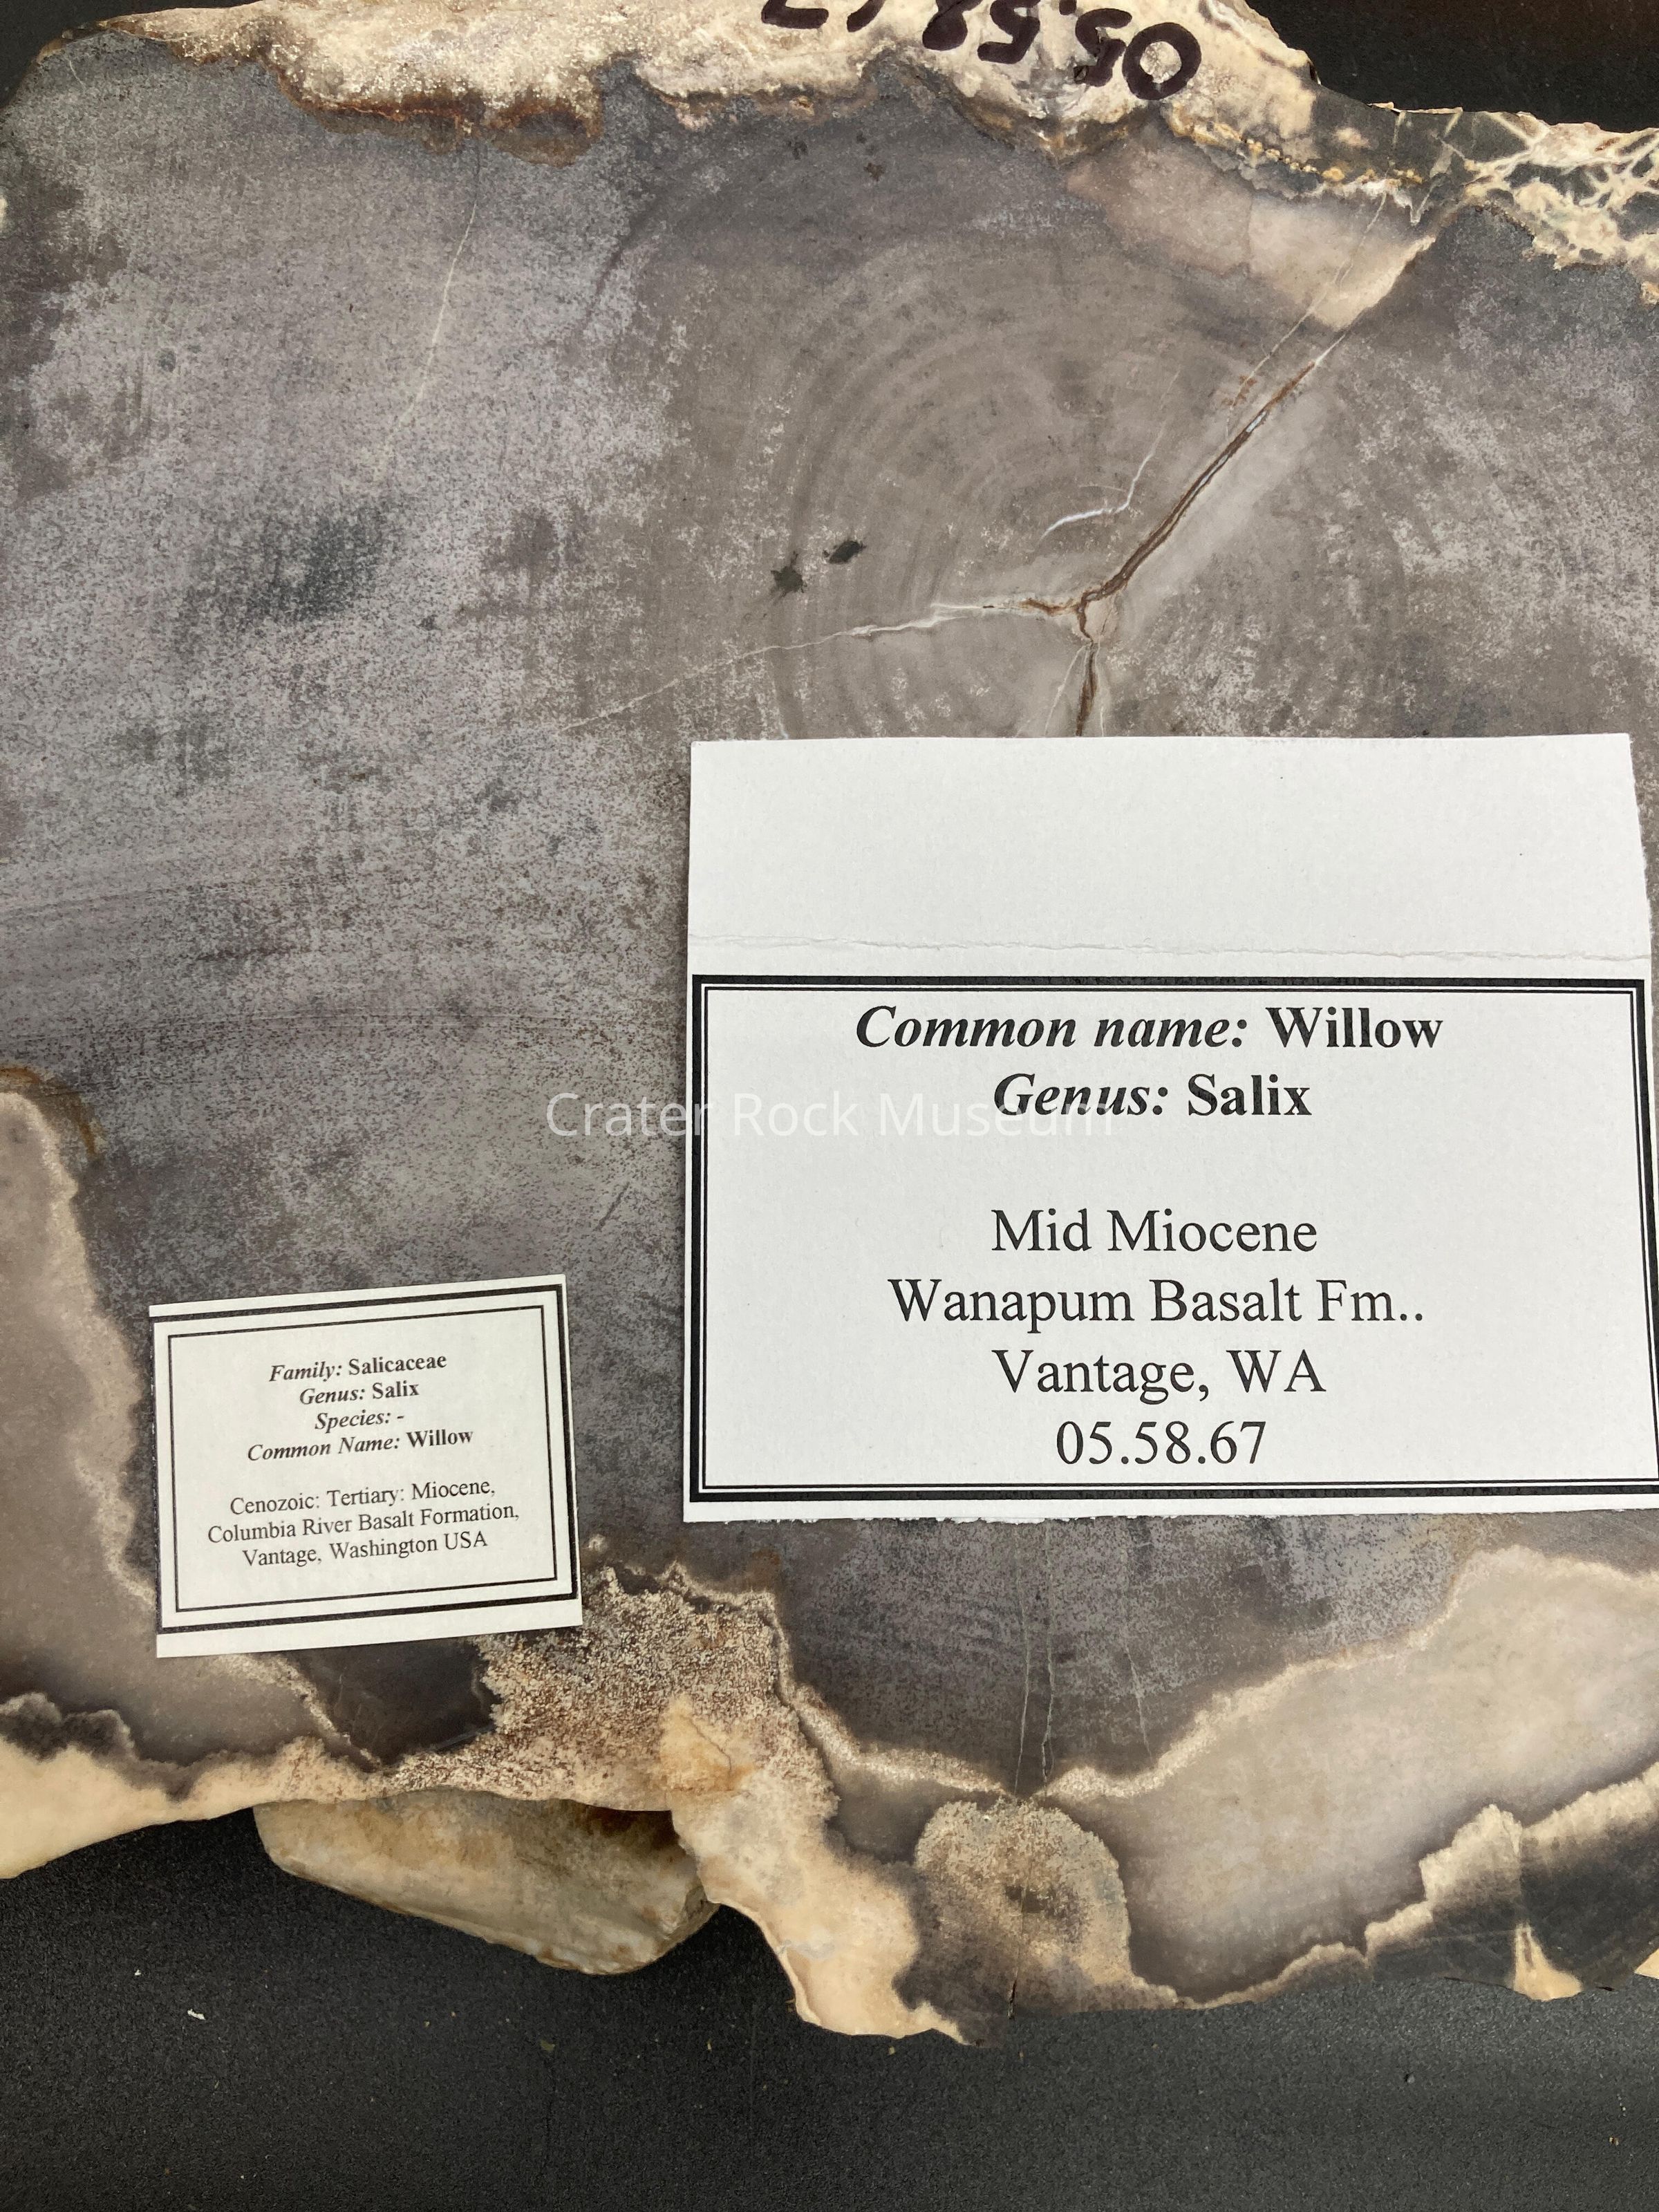 05.58.67
Common name: Willow
Genus: Salix
Mid Miocene
Wanapum Basalt Fm..
Vantage, WA
05.58.67
Crater Rock Museum
Family: Salicaceae
Genus: Salix
Species: -
Common Name: Willow
Cenozoic: Tertiary: Miocene,
Columbia River Basalt Formation,
Vantage, Washington USA